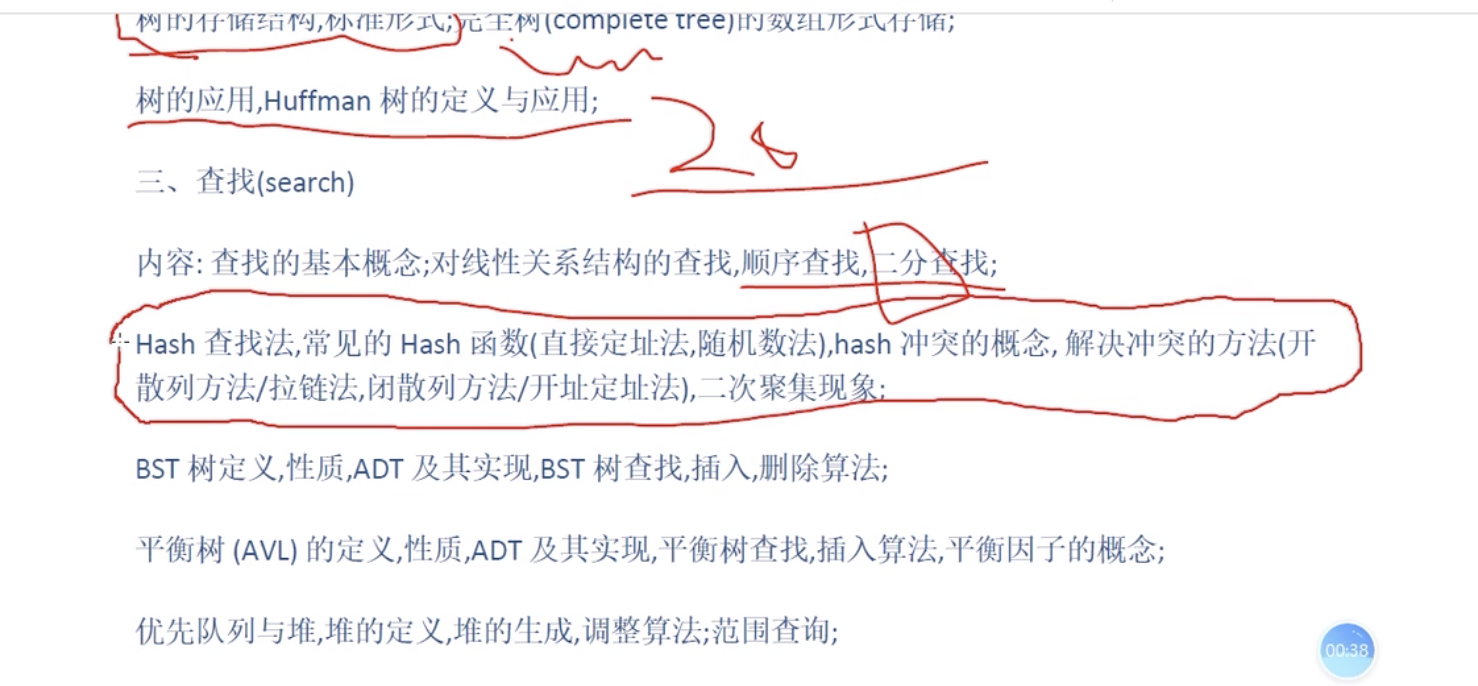 树的存储结构,标准形式;完全树(complete tree)的数组形式存储;
树的应用,Huffman 树的定义与应用;
三、查找(search)
内容: 查找的基本概念;对线性关系结构的查找,顺序查找,二分查找;
Hash 查找法,常见的 Hash 函数(直接定址法,随机数法),hash 冲突的概念, 解决冲突的方法(开
散列方法/拉链法,闭散列方法/开址定址法),二次聚集现象;
BST 树定义,性质,ADT 及其实现,BST 树查找,插入,删除算法;
平衡树 (AVL) 的定义,性质,ADT 及其实现,平衡树查找,插入算法,平衡因子的概念;
优先队列与堆,堆的定义,堆的生成,调整算法;范围查询;
00:38